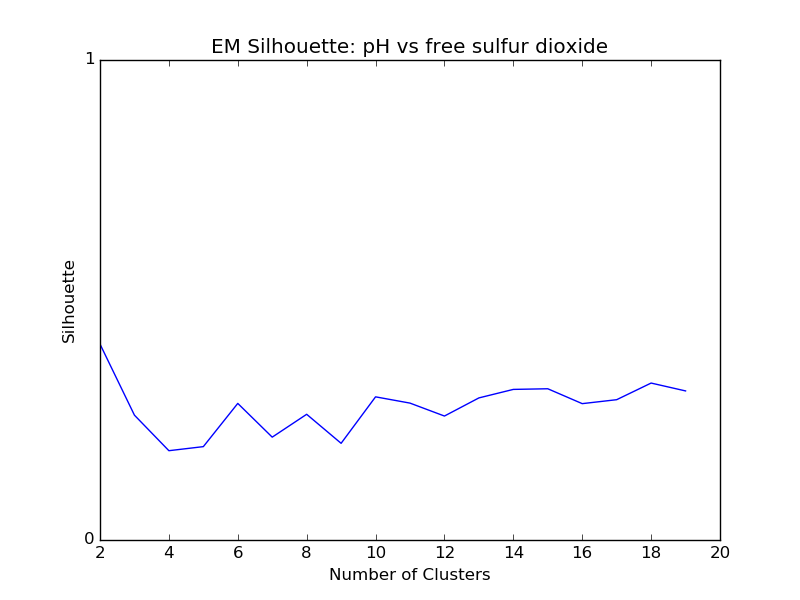 EM Silhouette: pH vs free sulfur dioxide
1
Silhouette
0
2 4 6 8 10 12 14 16 18 20
Number of Clusters